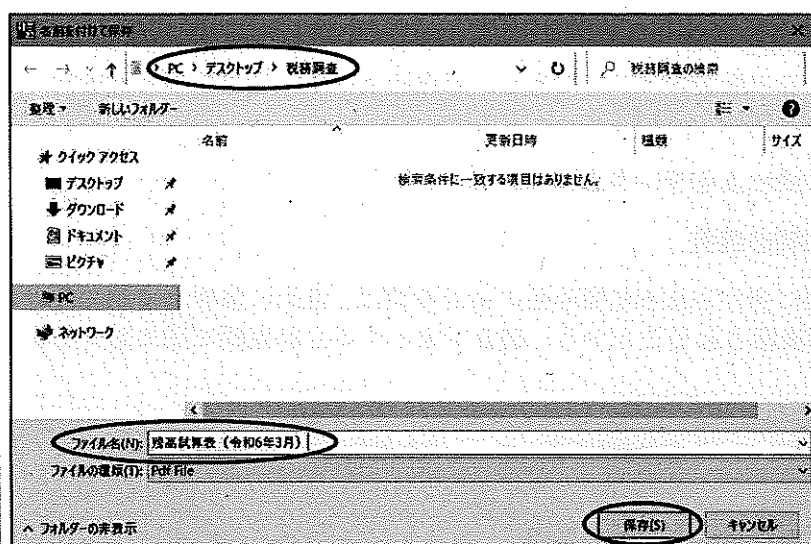 名前を付けて保存
PC › デスクトップ › 税務調査
税務調査の検索
整理 新しいフォルダー
名前 更新日時 種類 サイズ
クイック アクセス
検索条件に一致する項目はありません。
デスクトップ
ダウンロード
ドキュメント
ピクチャ
PC
ネットワーク
ファイル名(N): 残高試算表（令和6年3月）
ファイルの種類(T): Pdf File
フォルダーの非表示
保存(S) キャンセル